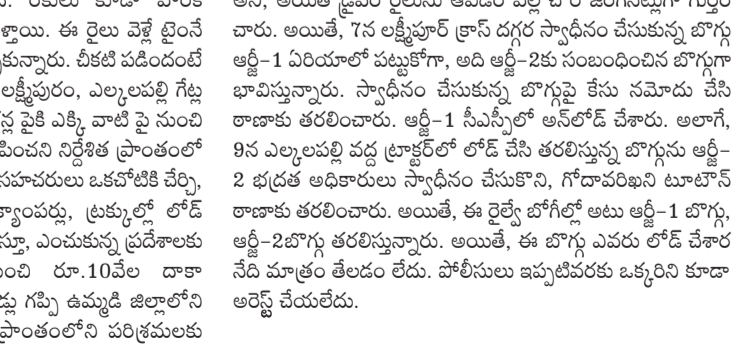 ళ్తాయి. ఈ రైలు వెళ్లే టైంనే
కున్నారు. చీకటి పడిందంటే
లక్ష్మీపురం, ఎల్కలపల్లి గేట్ల
పైకి ఎక్కి వాటి పై నుంచి
పించని నిర్దేశిత ప్రాంతంలో
సహచరులు ఒకచోటికి చేర్చి,
క్యాంపర్లు, ట్రక్కుల్లో లోడ్
స్తూ, ఎంచుకున్న ప్రదేశాలకు
రూ.10వేల దాకా
గప్పి ఉమ్మడి జిల్లాలోని
ప్రాంతంలోని పరిశ్రమలకు
చారు. అయితే, 7న లక్ష్మీపూర్ క్రాస్ దగ్గర స్వాధీనం చేసుకున్న బొగ్గు
ఆర్జీ–1 ఏరియాలో పట్టుకోగా, అది ఆర్జీ–2కు సంబంధించిన బొగ్గుగా
భావిస్తున్నారు. స్వాధీనం చేసుకున్న బొగ్గుపై కేసు నమోదు చేసి
ఠాణాకు తరలించారు. ఆర్జీ–1 సీఎస్పీలో అన్‌లోడ్ చేశారు. అలాగే,
9న ఎల్కలపల్లి వద్ద ట్రాక్టర్‌లో లోడ్ చేసి తరలిస్తున్న బొగ్గును ఆర్జీ–
2 భద్రత అధికారులు స్వాధీనం చేసుకొని, గోదావరిఖని టూటౌన్
ఠాణాకు తరలించారు. అయితే, ఈ రైల్వే బోగీల్లో అటు ఆర్జీ–1 బొగ్గు,
ఆర్జీ–2బొగ్గు తరలిస్తున్నారు. అయితే, ఈ బొగ్గు ఎవరు లోడ్ చేశార
నేది మాత్రం తేలడం లేదు. పోలీసులు ఇప్పటివరకు ఒక్కరిని కూడా
అరెస్ట్ చేయలేదు.